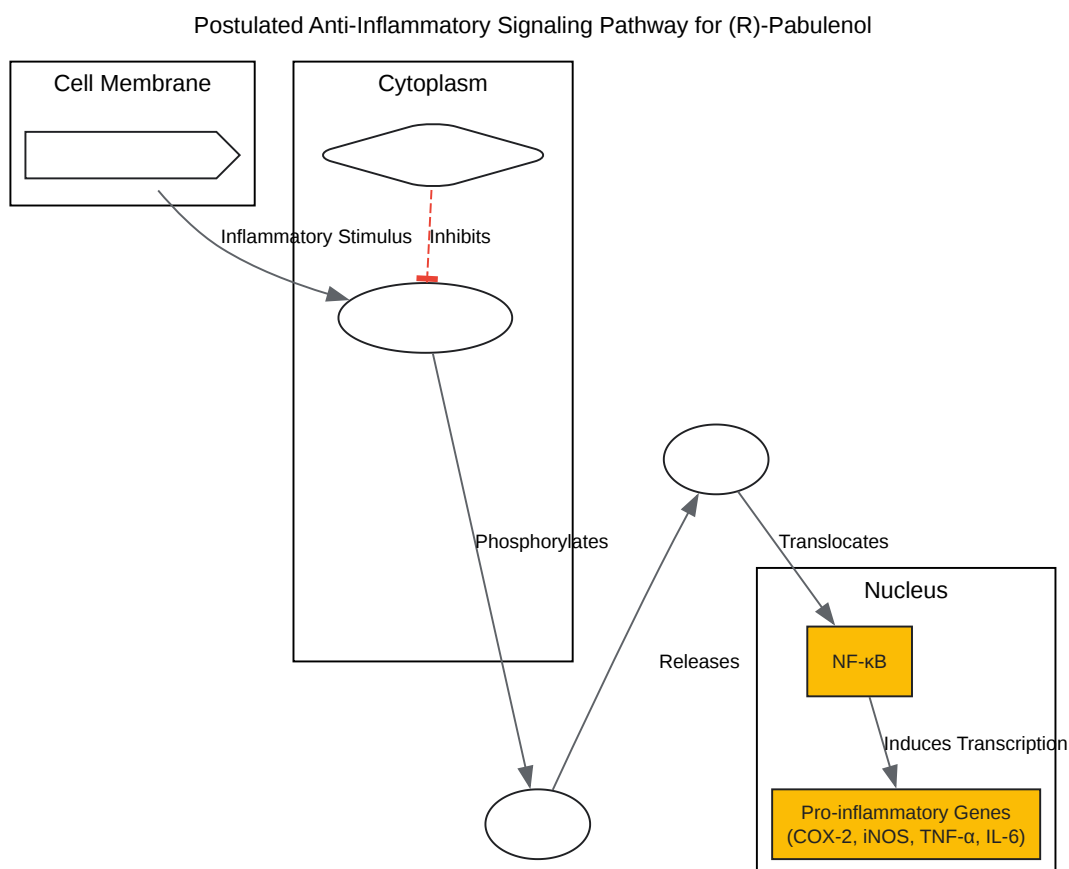 Postulated Anti-Inflammatory Signaling Pathway for (R)-Pabulenol
Cell Membrane
Cytoplasm
Inflammatory Stimulus
Inhibits
Phosphorylates
Translocates
Nucleus
Releases
NF-κB
Induces Transcription
Pro-inflammatory Genes
(COX-2, iNOS, TNF-α, IL-6)